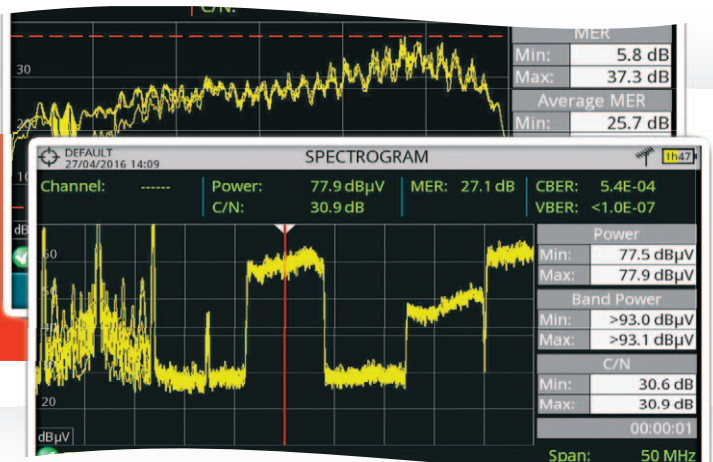 C/N:
MER
Min: 5.8 dB
Max: 37.3 dB
Average MER
Min: 25.7 dB
30
20
10
DEFAULT
27/04/2016 14:09
SPECTROGRAM
1h47
Channel: ------
Power: 77.9 dBµV
MER: 27.1 dB
CBER: 5.4E-04
C/N: 30.9 dB
VBER: <1.0E-07
Power
Min: 77.5 dBµV
Max: 77.9 dBµV
Band Power
Min: >93.0 dBµV
Max: >93.1 dBµV
C/N
Min: 30.6 dB
Max: 30.9 dB
00:00:01
60
50
40
30
20
dBµV
Span: 50 MHz